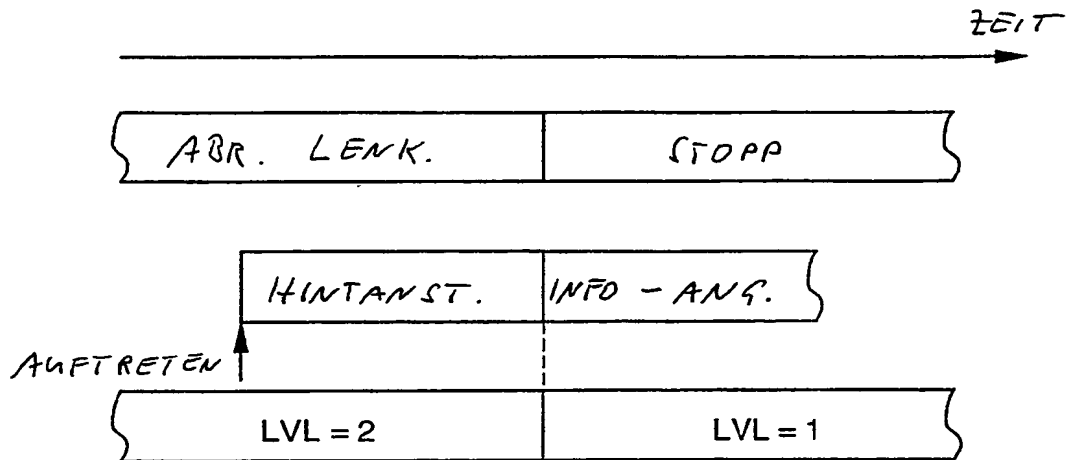 ZEIT
ABR. LENK. STOPP
HINTANST. INFO - ANG.
AUFTRETEN
LVL = 2 LVL = 1